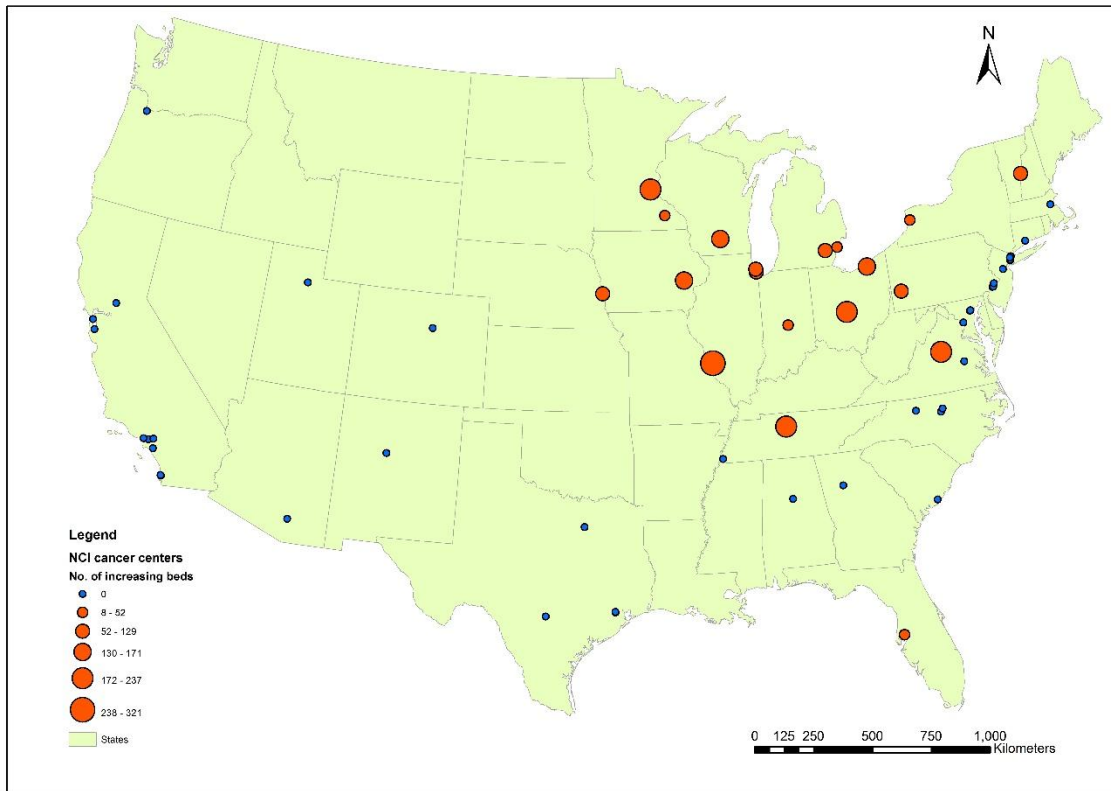 N
Legend
NCI cancer centers
No. of increasing beds
0
8 - 52
52 - 129
130 - 171
172 - 237
238 - 321
States
0 125 250 500 750 1,000
Kilometers